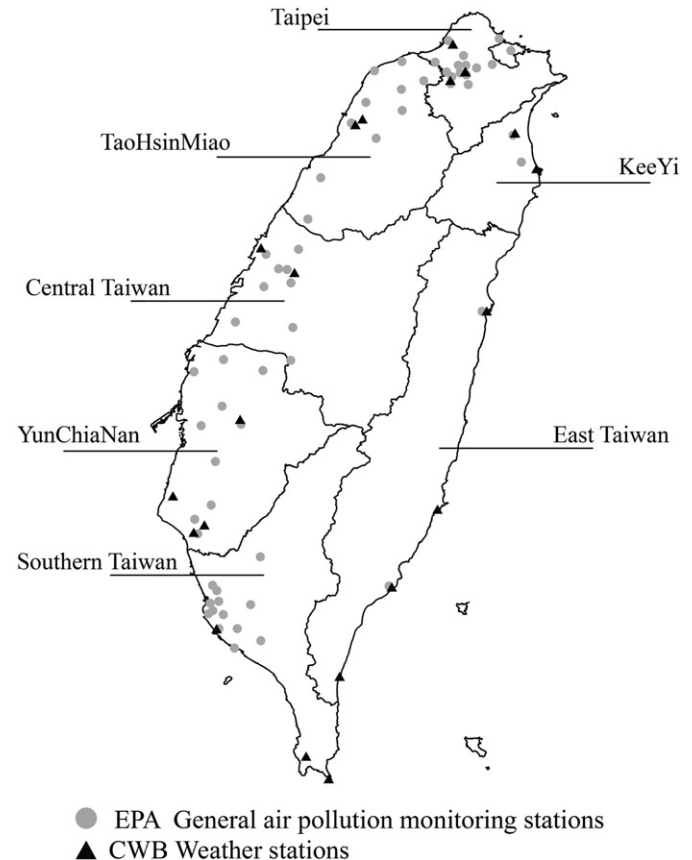 Taipei
TaoHsinMiao
KeeYi
Central Taiwan
YunChiaNan
East Taiwan
Southern Taiwan
EPA General air pollution monitoring stations
CWB Weather stations